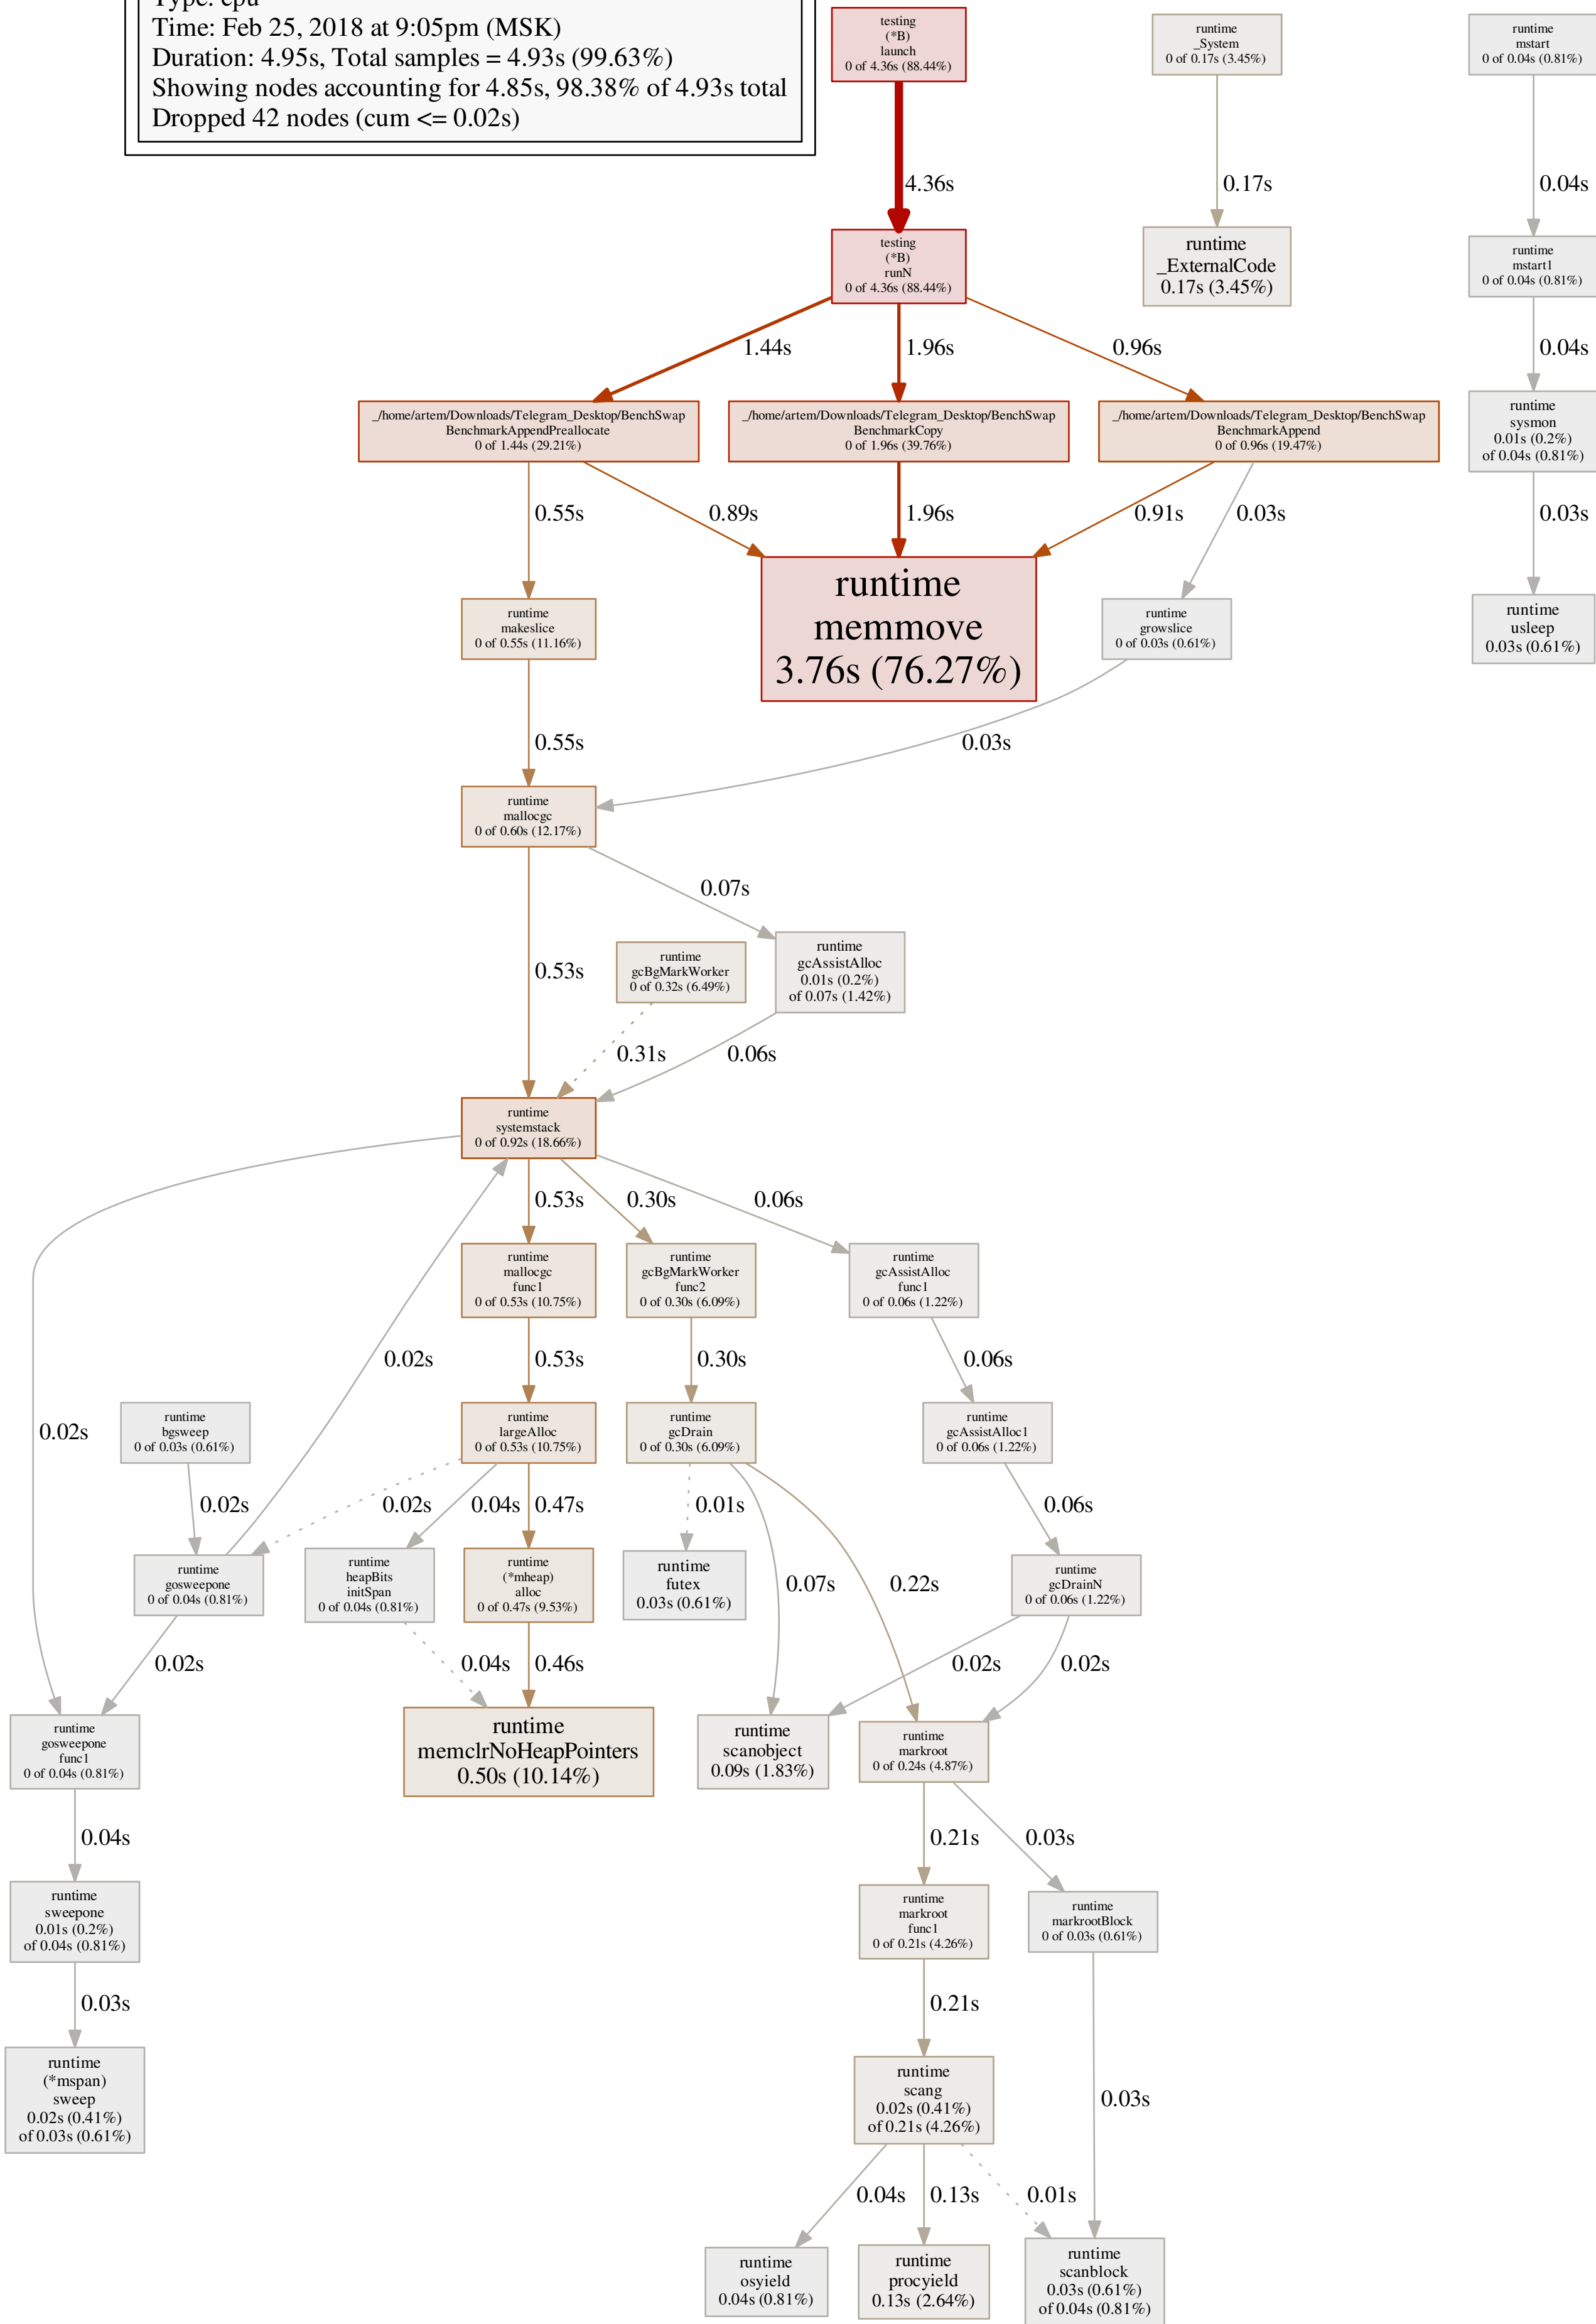 Type: cpu
Time: Feb 25, 2018 at 9:05pm (MSK)
Duration: 4.95s, Total samples = 4.93s (99.63%)
Showing nodes accounting for 4.85s, 98.38% of 4.93s total
Dropped 42 nodes (cum <= 0.02s)
testing
(*B)
launch
0 of 4.36s (88.44%)
runtime
_System
0 of 0.17s (3.45%)
runtime
mstart
0 of 0.04s (0.81%)
4.36s
0.17s
0.04s
testing
(*B)
runN
0 of 4.36s (88.44%)
runtime
_ExternalCode
0.17s (3.45%)
runtime
mstart1
0 of 0.04s (0.81%)
1.44s
1.96s
0.96s
0.04s
_/home/artem/Downloads/Telegram_Desktop/BenchSwap
BenchmarkAppendPreallocate
0 of 1.44s (29.21%)
_/home/artem/Downloads/Telegram_Desktop/BenchSwap
BenchmarkCopy
0 of 1.96s (39.76%)
_/home/artem/Downloads/Telegram_Desktop/BenchSwap
BenchmarkAppend
0 of 0.96s (19.47%)
runtime
sysmon
0.01s (0.2%)
of 0.04s (0.81%)
0.55s
0.89s
1.96s
0.91s
0.03s
0.03s
runtime
makeslice
0 of 0.55s (11.16%)
runtime
memmove
3.76s (76.27%)
runtime
growslice
0 of 0.03s (0.61%)
runtime
usleep
0.03s (0.61%)
0.55s
0.03s
runtime
mallocgc
0 of 0.60s (12.17%)
0.07s
0.53s
runtime
gcBgMarkWorker
0 of 0.32s (6.49%)
runtime
gcAssistAlloc
0.01s (0.2%)
of 0.07s (1.42%)
0.31s
0.06s
runtime
systemstack
0 of 0.92s (18.66%)
0.53s
0.30s
0.06s
runtime
mallocgc
func1
0 of 0.53s (10.75%)
runtime
gcBgMarkWorker
func2
0 of 0.30s (6.09%)
runtime
gcAssistAlloc
func1
0 of 0.06s (1.22%)
0.02s
0.53s
0.30s
0.06s
0.02s
runtime
bgsweep
0 of 0.03s (0.61%)
runtime
largeAlloc
0 of 0.53s (10.75%)
runtime
gcDrain
0 of 0.30s (6.09%)
runtime
gcAssistAlloc1
0 of 0.06s (1.22%)
0.02s
0.02s
0.04s
0.47s
0.01s
0.06s
runtime
gosweepone
0 of 0.04s (0.81%)
runtime
heapBits
initSpan
0 of 0.04s (0.81%)
runtime
(*mheap)
alloc
0 of 0.47s (9.53%)
runtime
futex
0.03s (0.61%)
0.07s
0.22s
runtime
gcDrainN
0 of 0.06s (1.22%)
0.02s
0.04s
0.46s
0.02s
0.02s
runtime
gosweepone
func1
0 of 0.04s (0.81%)
runtime
memclrNoHeapPointers
0.50s (10.14%)
runtime
scanobject
0.09s (1.83%)
runtime
markroot
0 of 0.24s (4.87%)
0.04s
0.21s
0.03s
runtime
sweepone
0.01s (0.2%)
of 0.04s (0.81%)
runtime
markroot
func1
0 of 0.21s (4.26%)
runtime
markrootBlock
0 of 0.03s (0.61%)
0.03s
0.21s
runtime
(*mspan)
sweep
0.02s (0.41%)
of 0.03s (0.61%)
runtime
scang
0.02s (0.41%)
of 0.21s (4.26%)
0.03s
0.04s
0.13s
0.01s
runtime
osyield
0.04s (0.81%)
runtime
procyield
0.13s (2.64%)
runtime
scanblock
0.03s (0.61%)
of 0.04s (0.81%)